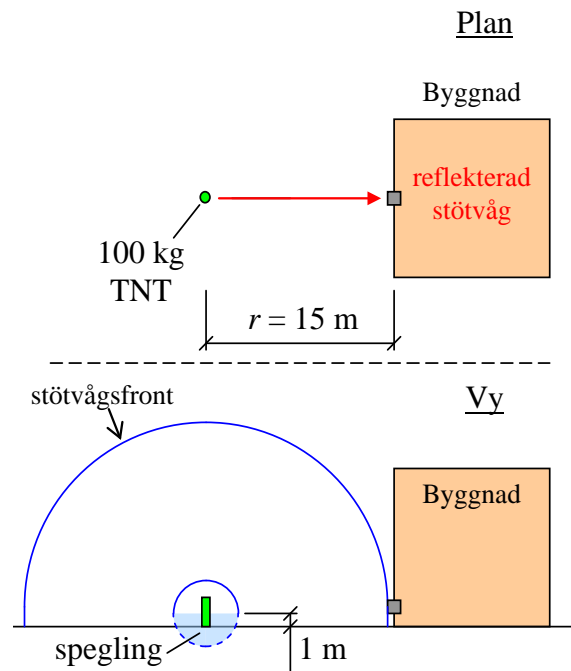 Plan
Byggnad
reflekterad
stötvåg
100 kg
TNT
r = 15 m
Vy
stötvågsfront
Byggnad
spegling
1 m